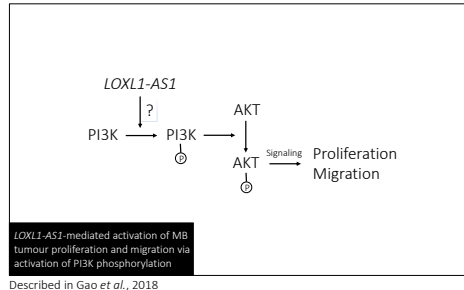 LOXL1-AS1
?
PI3K
PI3K
P
AKT
AKT
P
Signaling
Proliferation
Migration
LOXL1-AS1-mediated activation of MB
tumour proliferation and migration via
activation of PI3K phosphorylation
Described in Gao et al., 2018